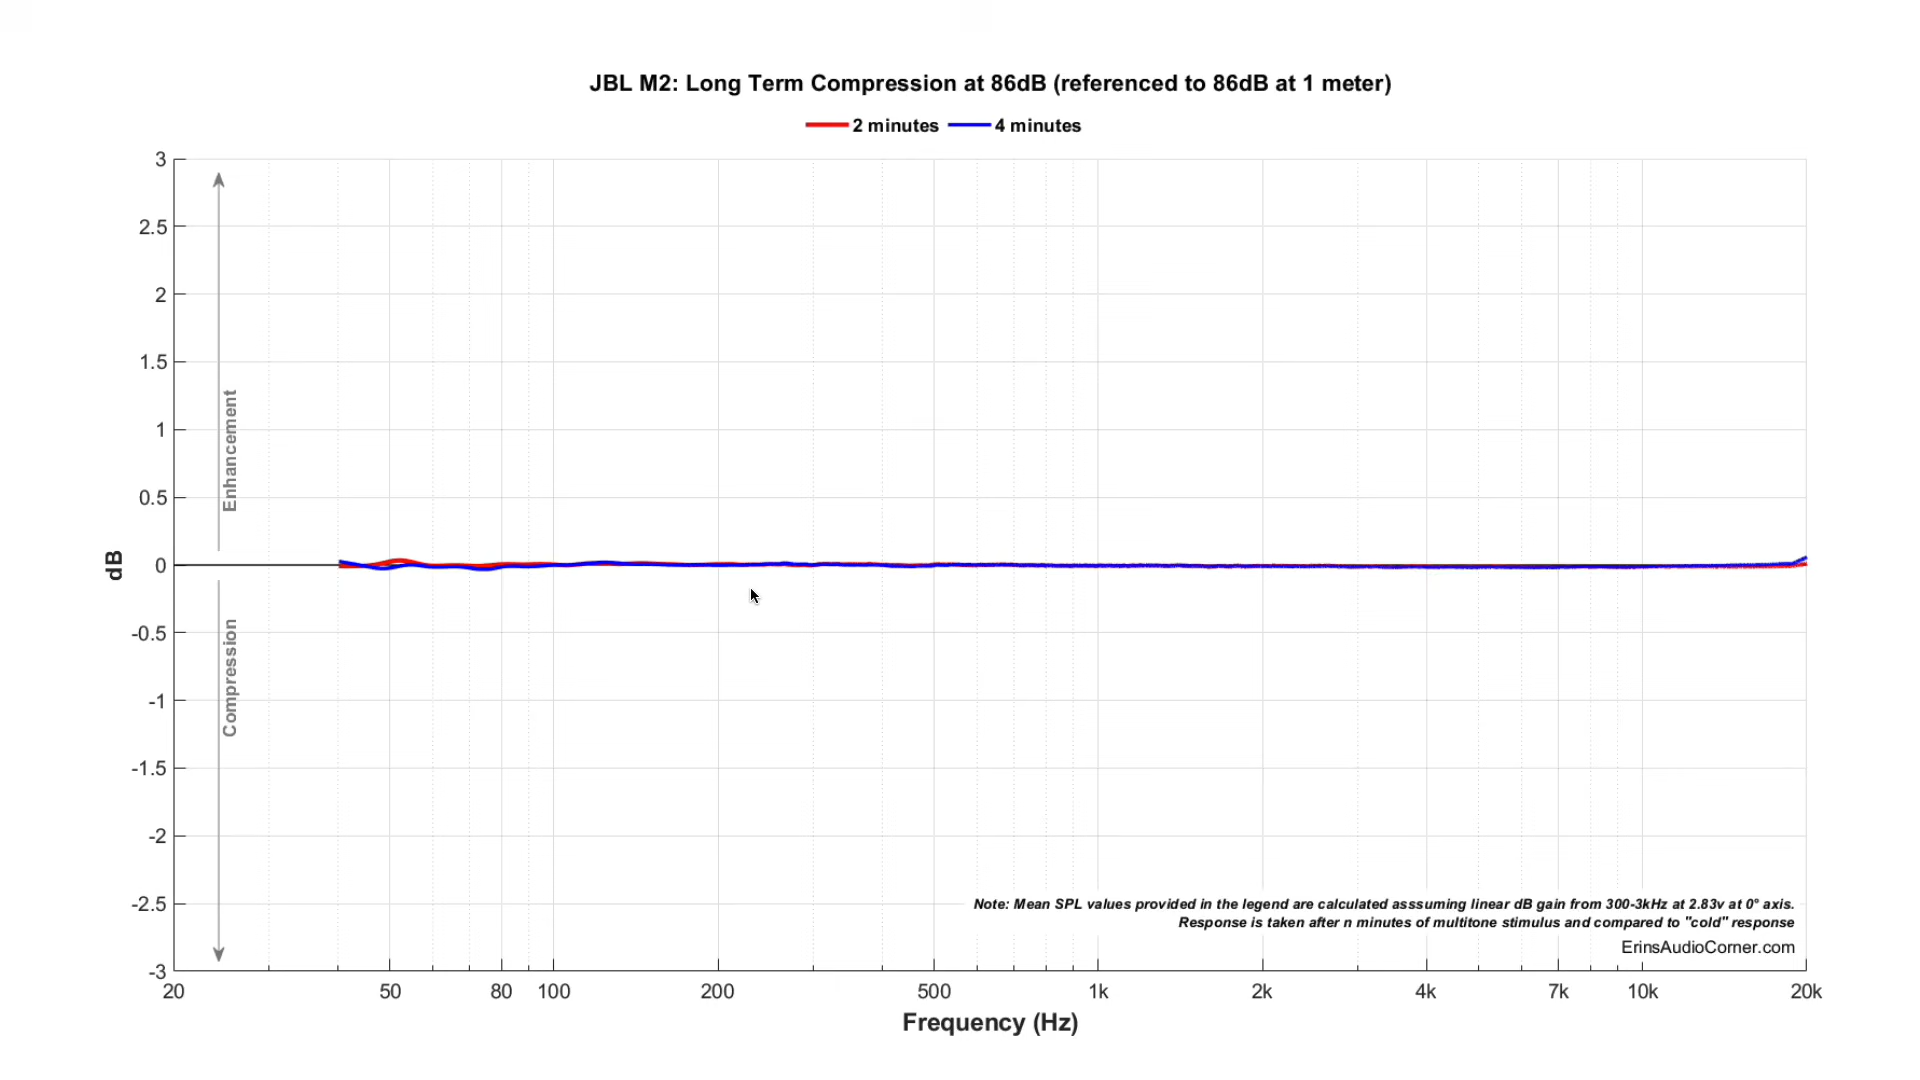 JBL M2: Long Term Compression at 86dB (referenced to 86dB at 1 meter)
2 minutes 4 minutes
3
2.5
2
1.5
1
0.5
0
-0.5
-1
-1.5
-2
-2.5
-3
dB
Enhancement
Compression
Note: Mean SPL values provided in the legend are calculated asssuming linear dB gain from 300-3kHz at 2.83v at 0° axis.
Response is taken after n minutes of multitone stimulus and compared to "cold" response
ErinsAudioCorner.com
20 50 80 100 200 500 1k 2k 4k 7k 10k 20k
Frequency (Hz)